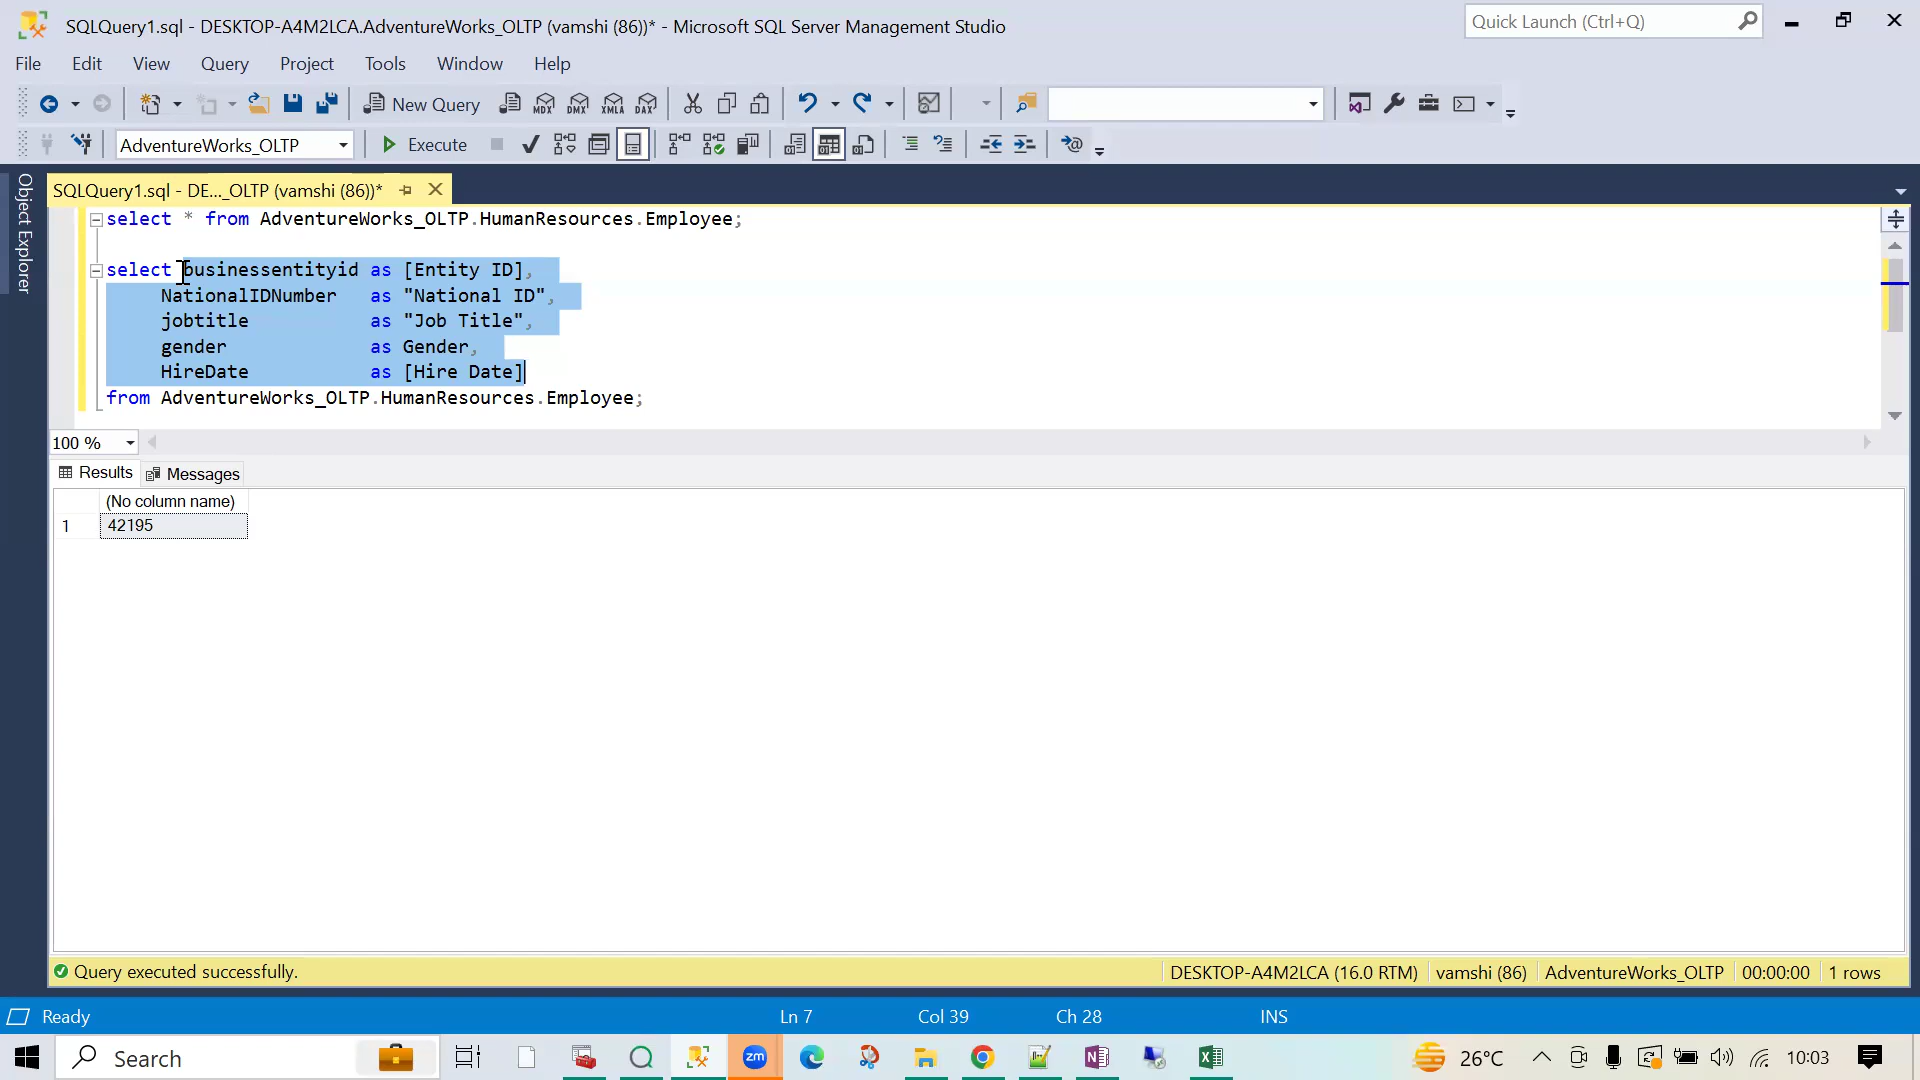 SQLQuery1.sql - DESKTOP-A4M2LCA.AdventureWorks_OLTP (vamshi (86))* - Microsoft SQL Server Management Studio
Quick Launch (Ctrl+Q)
File Edit View Query Project Tools Window Help
New Query MDX DMX XMLA DAX
AdventureWorks_OLTP Execute
SQLQuery1.sql - DE..._OLTP (vamshi (86))*
Object Explorer
select * from AdventureWorks_OLTP.HumanResources.Employee;
select businessentityid as [Entity ID],
NationalIDNumber as "National ID",
jobtitle as "Job Title",
gender as Gender,
HireDate as [Hire Date]
from AdventureWorks_OLTP.HumanResources.Employee;
100 %
Results Messages
(No column name)
1 42195
Query executed successfully. DESKTOP-A4M2LCA (16.0 RTM) vamshi (86) AdventureWorks_OLTP 00:00:00 1 rows
Ready Ln 7 Col 39 Ch 28 INS
Search zm 26°C 10:03